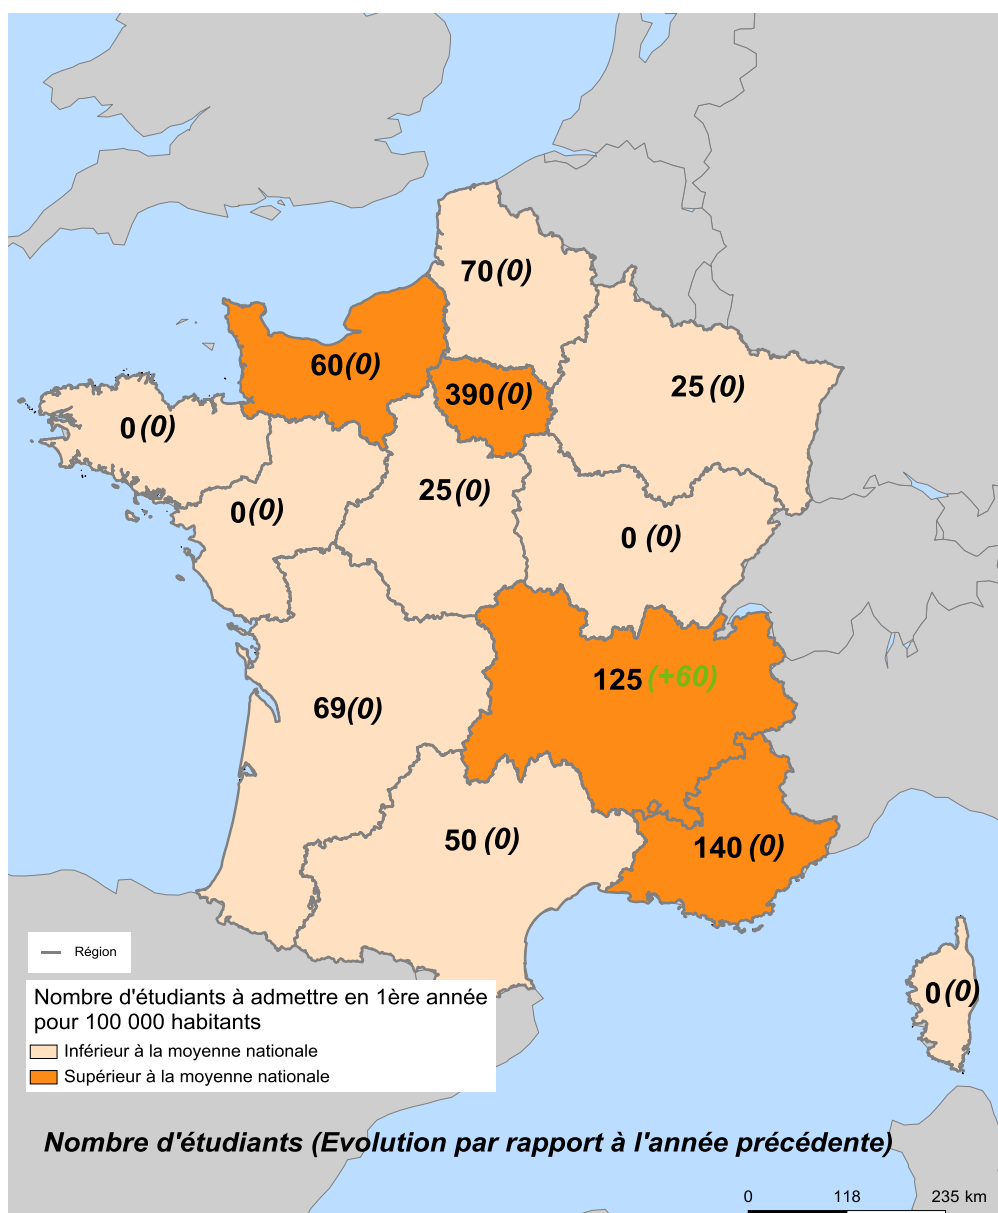 70 (0)
60(0)
390 (0)
25 (0)
0 (0)
25 (0)
0(0)
0 (0)
125 (+60)
69(0)
50 (0)
140 (0)
0 (0)
Région
Nombre d'étudiants à admettre en 1ère année
pour 100 000 habitants
Inférieur à la moyenne nationale
Supérieur à la moyenne nationale
Nombre d'étudiants (Evolution par rapport à l'année précédente)
0 118 235 km